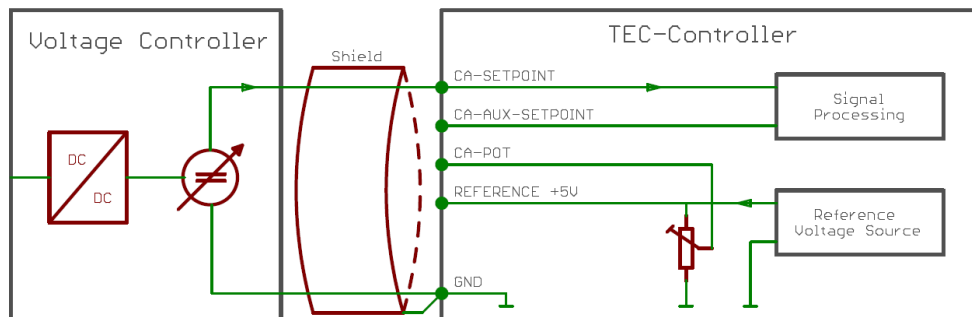 Voltage Controller
DC
DC
Shield
TEC-Controller
CA-SETPOINT
CA-AUX-SETPOINT
CA-POT
REFERENCE +5V
GND
Signal
Processing
Reference
Voltage Source